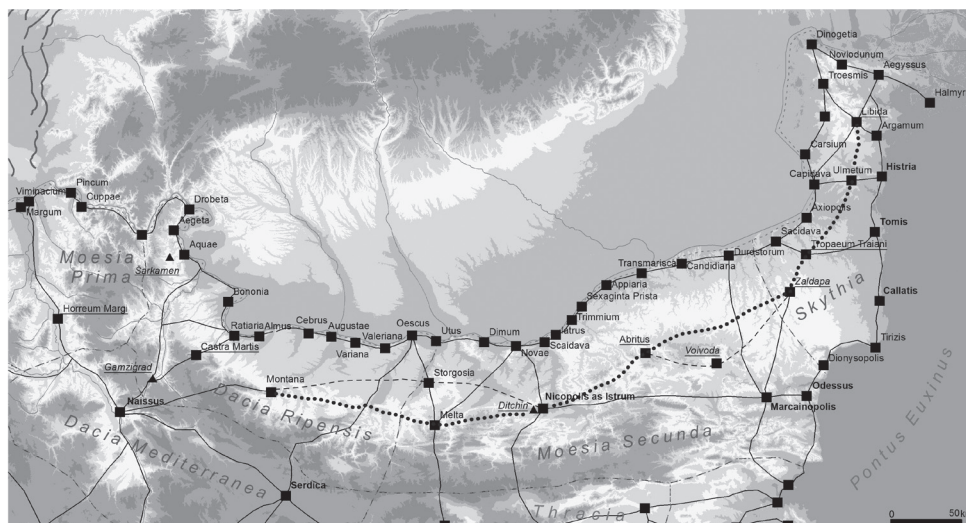 Dinogetia
Noviodunum
Aegyssus
Troesmis
Halmyr
Libida
Argamum
Carsium
Capidava
Ulmetum
Histria
Axiopolis
Tomis
Sacidava
Tropaeum Traiani
Durostorum
Candidiana
Transmarisca
Appiaria
Zaldapa
Skythia
Callatis
Sexaginta Prista
Trimmium
Iatrus
Scaidava
Novae
Dimum
Utus
Oescus
Valeriana
Variana
Augustae
Cebrus
Almus
Ratiaria
Bononia
Castra Martis
Pincum
Viminacium
Cuppae
Margum
Drobeta
Aegeta
Aquae
Moesia
Prima
Sarkamen
Horreum Margi
Gamzigrad
Montana
Storgosia
Abritus
Voivoda
Tirizis
Dionysopolis
Naissus
Dacia Ripensis
Melta
Ditchin
Nicopolis as Istrum
Odessus
Marcainopolis
Dacia Mediterranea
Moesia Secunda
Serdica
Thracia
Pontus Euxinus
0 50k